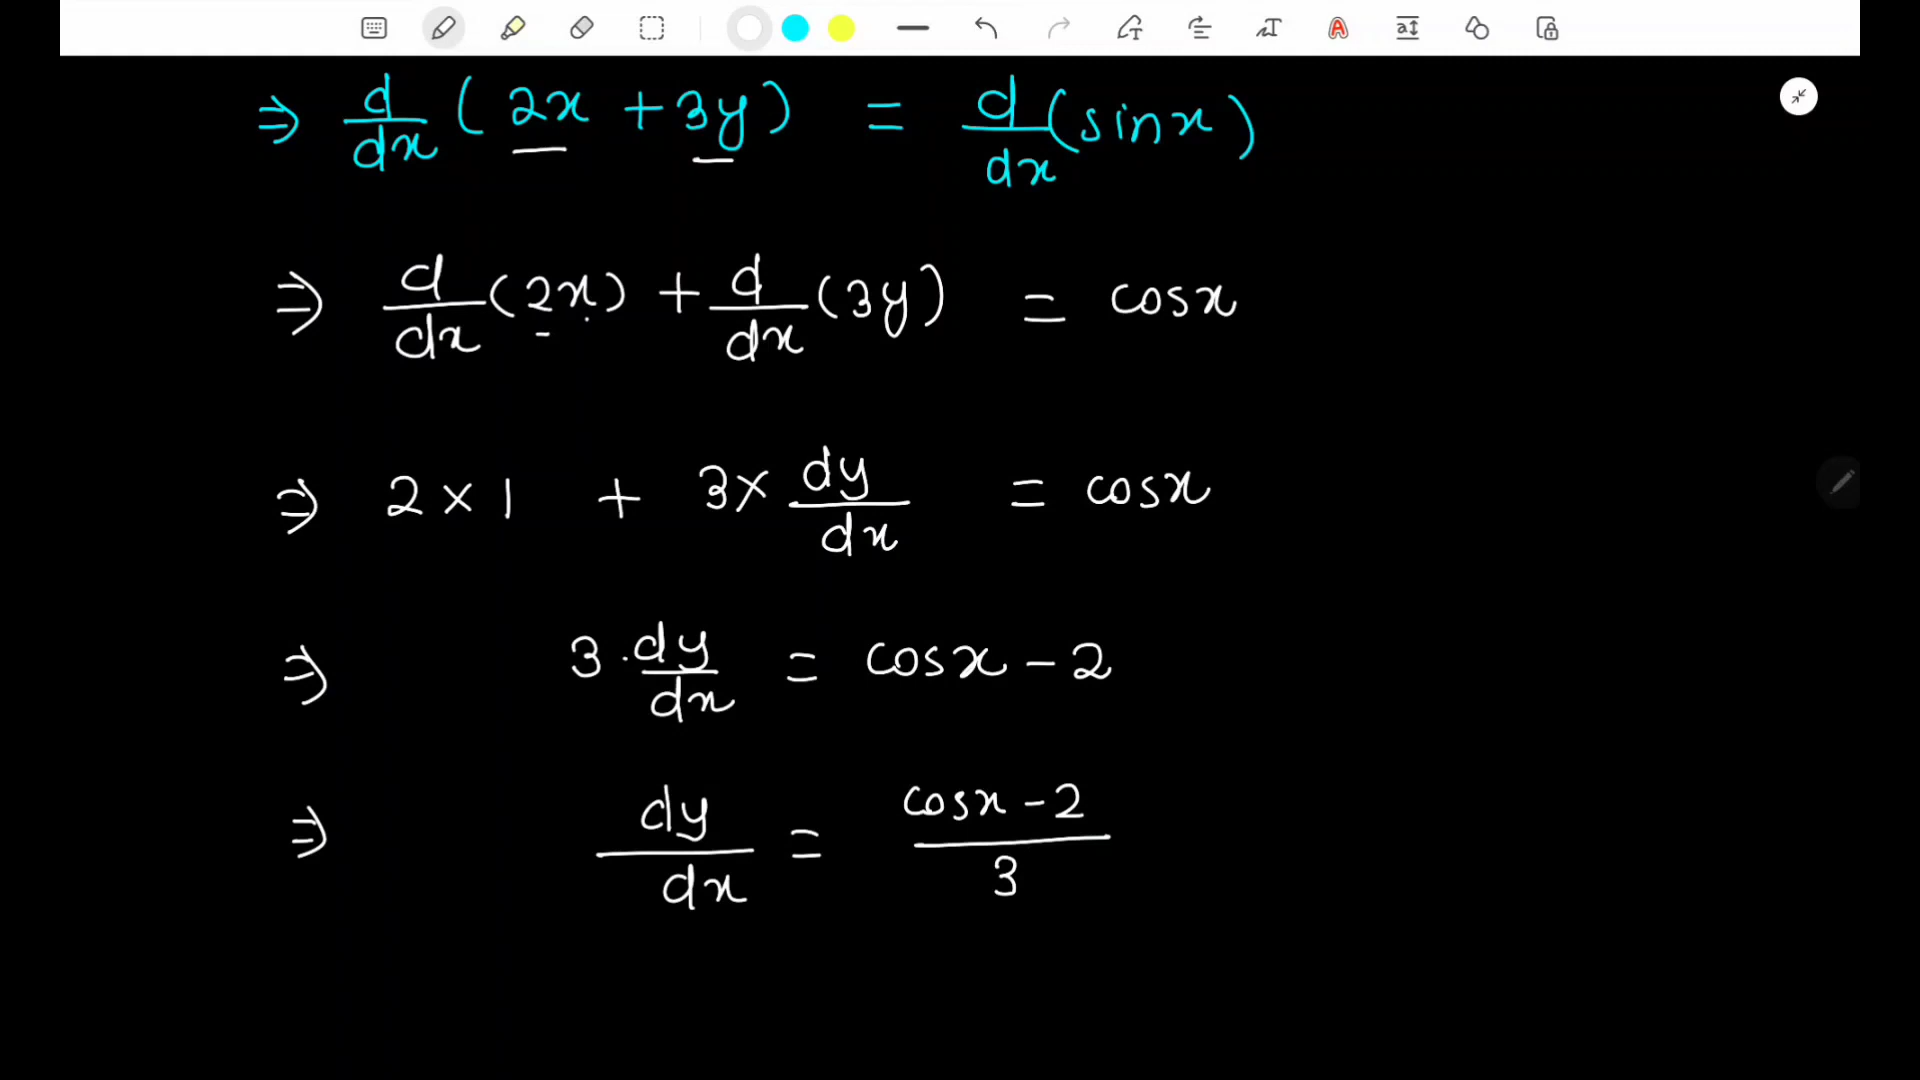 ⇒ d/dx (2x + 3y) = d/dx (sinx)
⇒ d/dx (2x) + d/dx (3y) = cosx
⇒ 2 × 1 + 3 × dy/dx = cosx
⇒ 3 · dy/dx = cosx − 2
⇒ dy/dx = cosx − 2 / 3